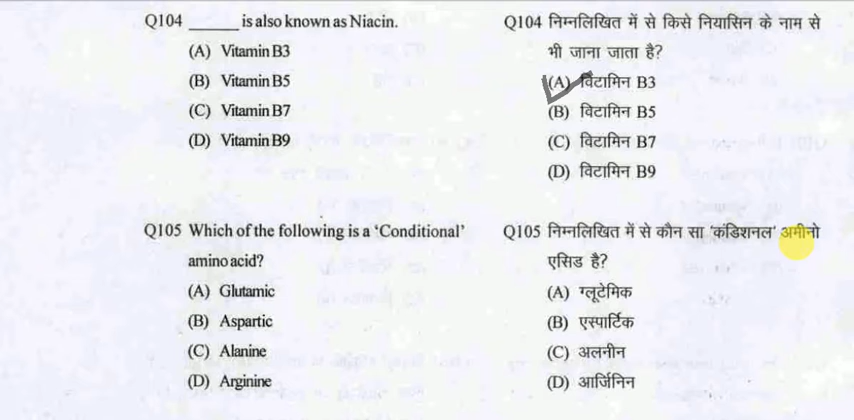 Q104 ______ is also known as Niacin.
(A) Vitamin B3
(B) Vitamin B5
(C) Vitamin B7
(D) Vitamin B9
Q105 Which of the following is a ‘Conditional’
amino acid?
(A) Glutamic
(B) Aspartic
(C) Alanine
(D) Arginine
Q104 निम्नलिखित में से किसे नियासिन के नाम से
भी जाना जाता है?
(A) विटामिन B3
(B) विटामिन B5
(C) विटामिन B7
(D) विटामिन B9
Q105 निम्नलिखित में से कौन सा ‘कंडिशनल’ अमीनो
एसिड है?
(A) ग्लूटेमिक
(B) एस्पार्टिक
(C) अलनीन
(D) आर्जिनिन